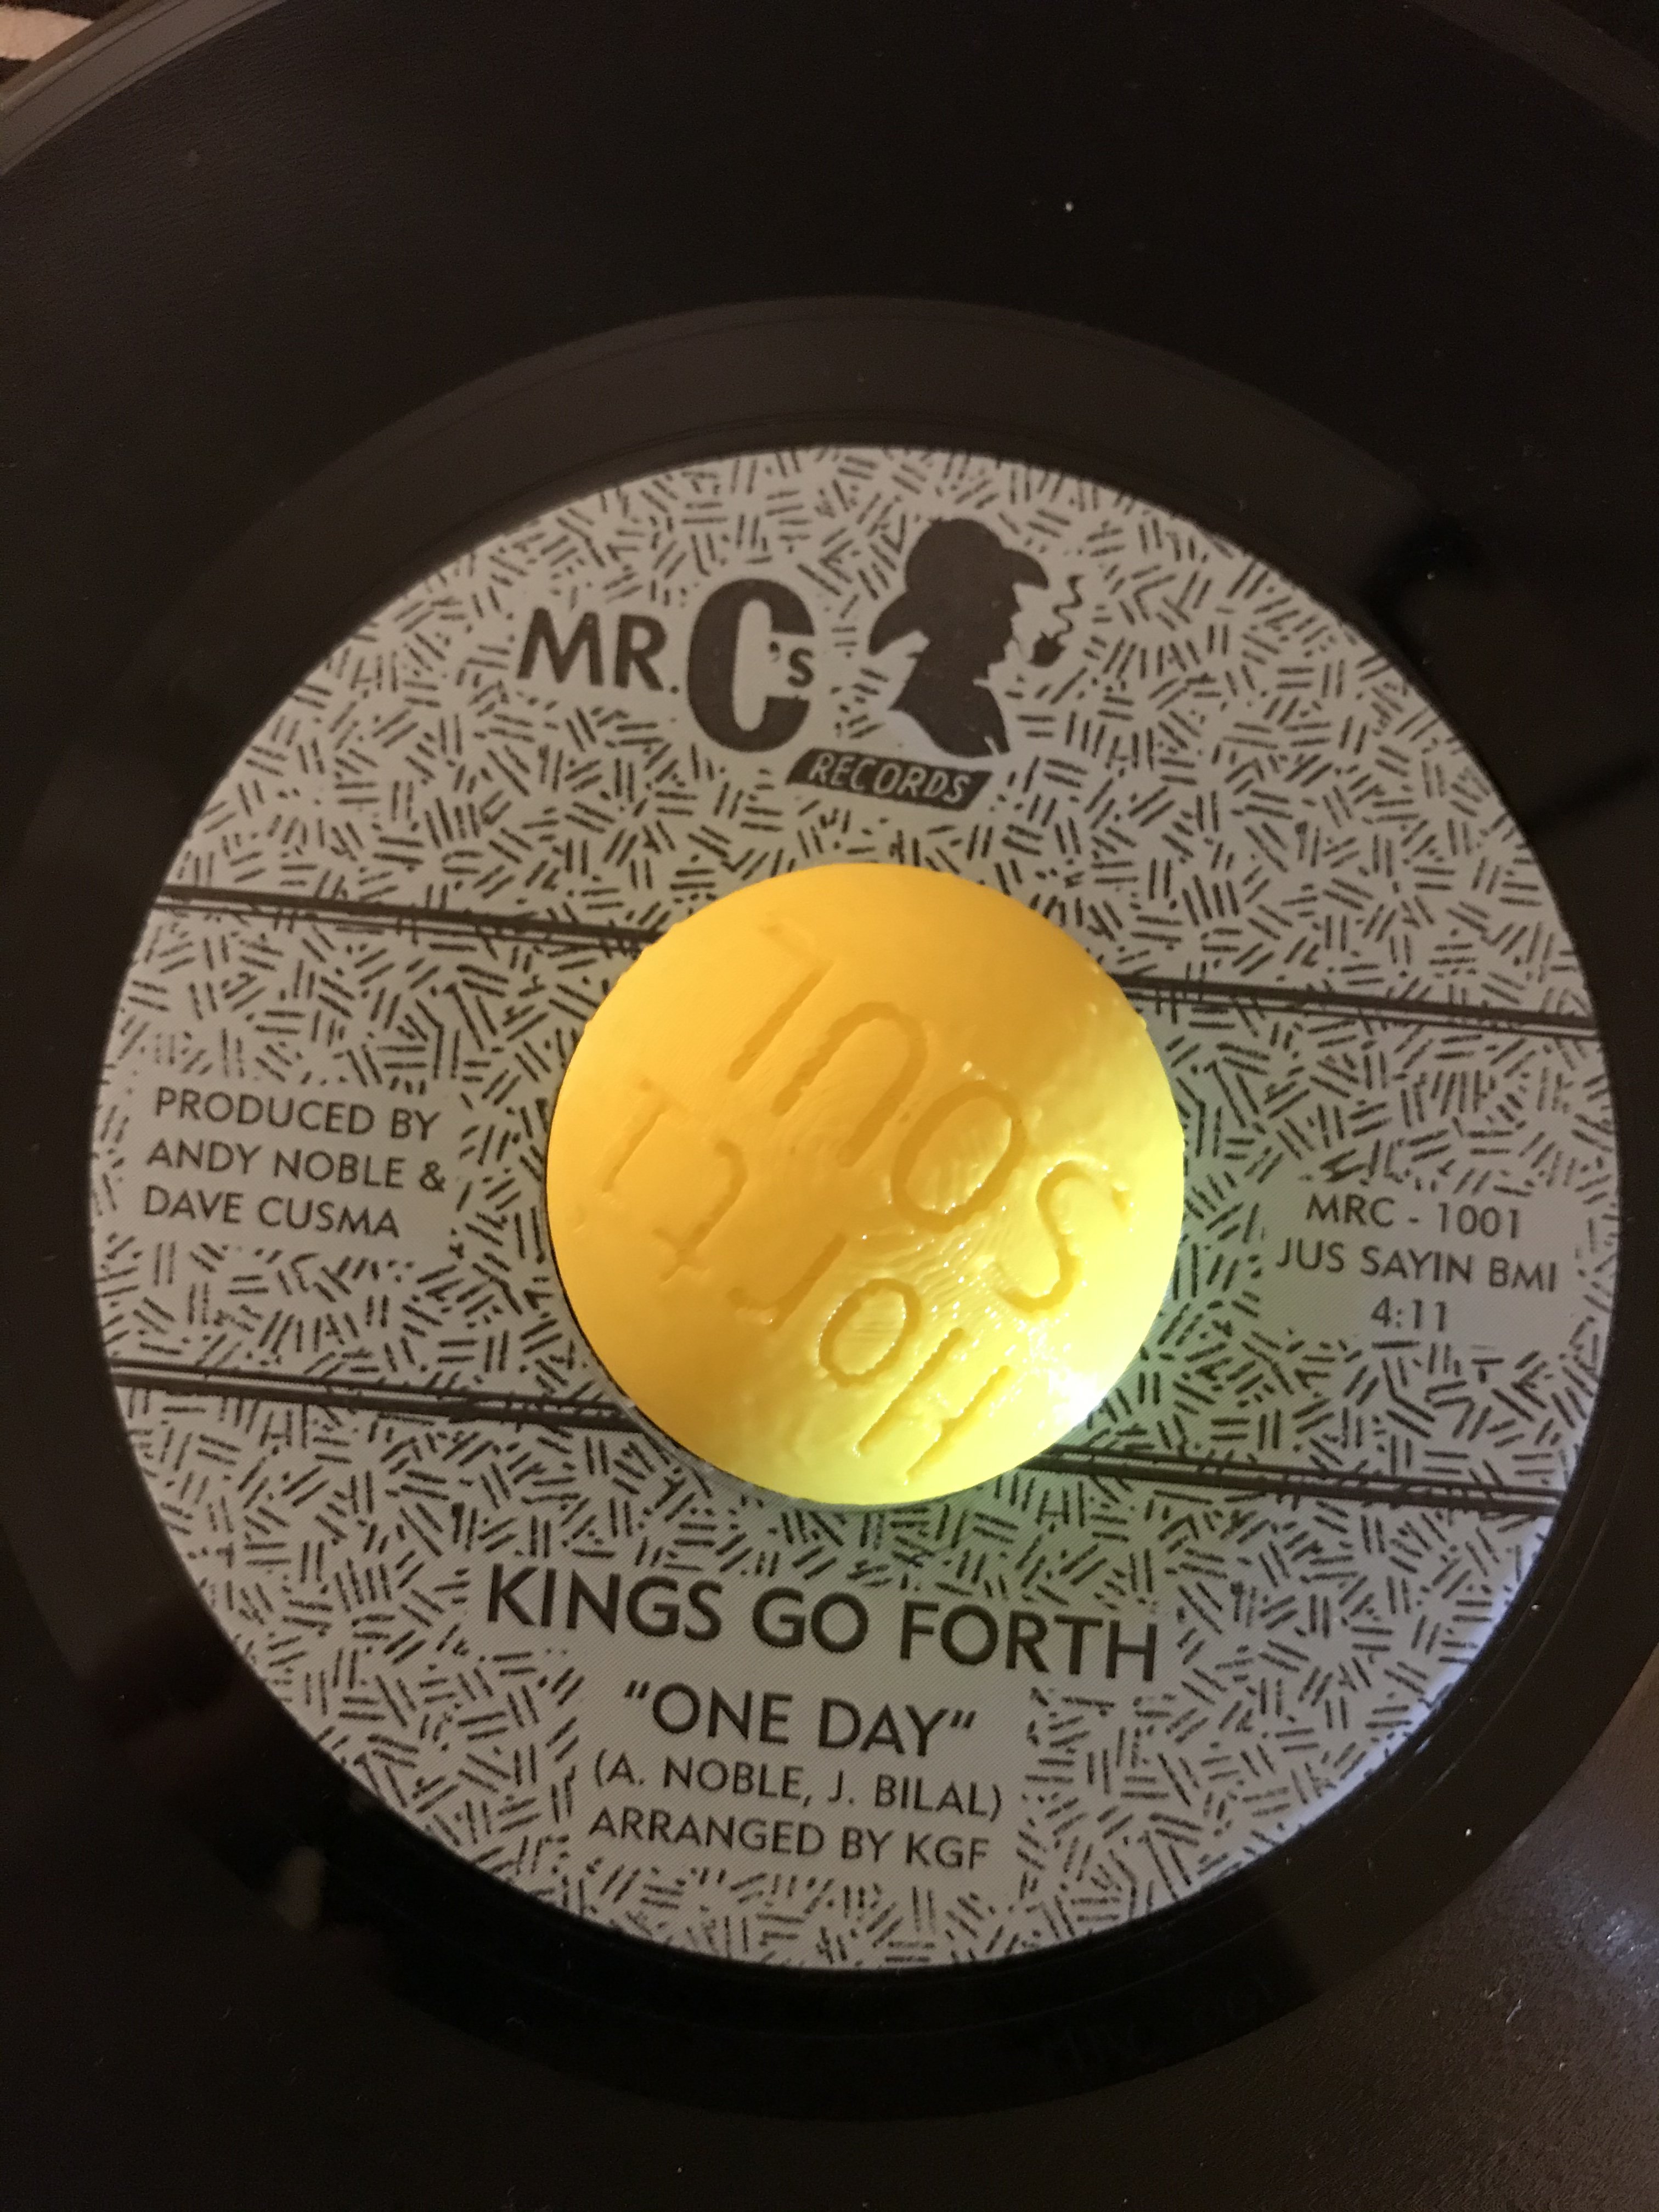 MR. C's
RECORDS
SOUL
PRODUCED BY
ANDY NOBLE &
DAVE CUSMA
MRC - 1001
JUS SAYIN BMI
4:11
KINGS GO FORTH
"ONE DAY"
(A. NOBLE, J. BILAL)
ARRANGED BY KGF